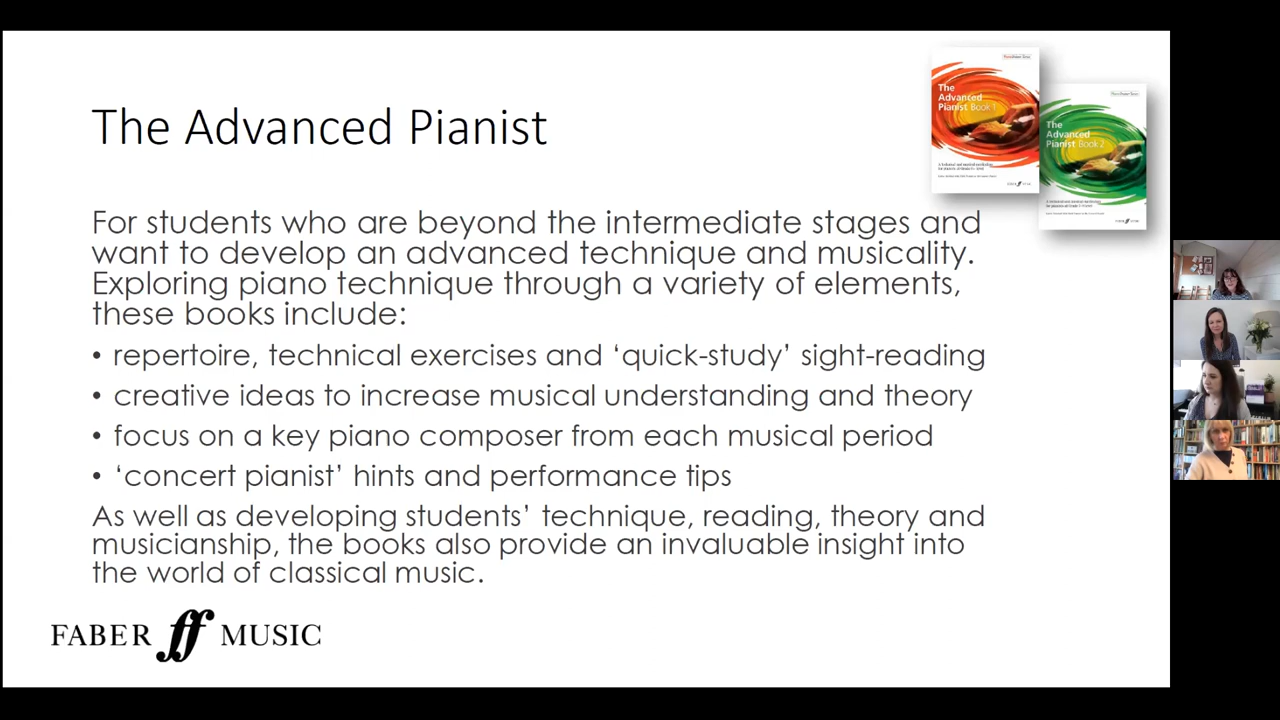 The Advanced Pianist
The
Advanced
Pianist Book 1
FABER ff MUSIC
The
Advanced
Pianist Book 2
For students who are beyond the intermediate stages and
want to develop an advanced technique and musicality.
Exploring piano technique through a variety of elements,
these books include:
• repertoire, technical exercises and ‘quick-study’ sight-reading
• creative ideas to increase musical understanding and theory
• focus on a key piano composer from each musical period
• ‘concert pianist’ hints and performance tips
As well as developing students’ technique, reading, theory and
musicianship, the books also provide an invaluable insight into
the world of classical music.
FABER ff MUSIC